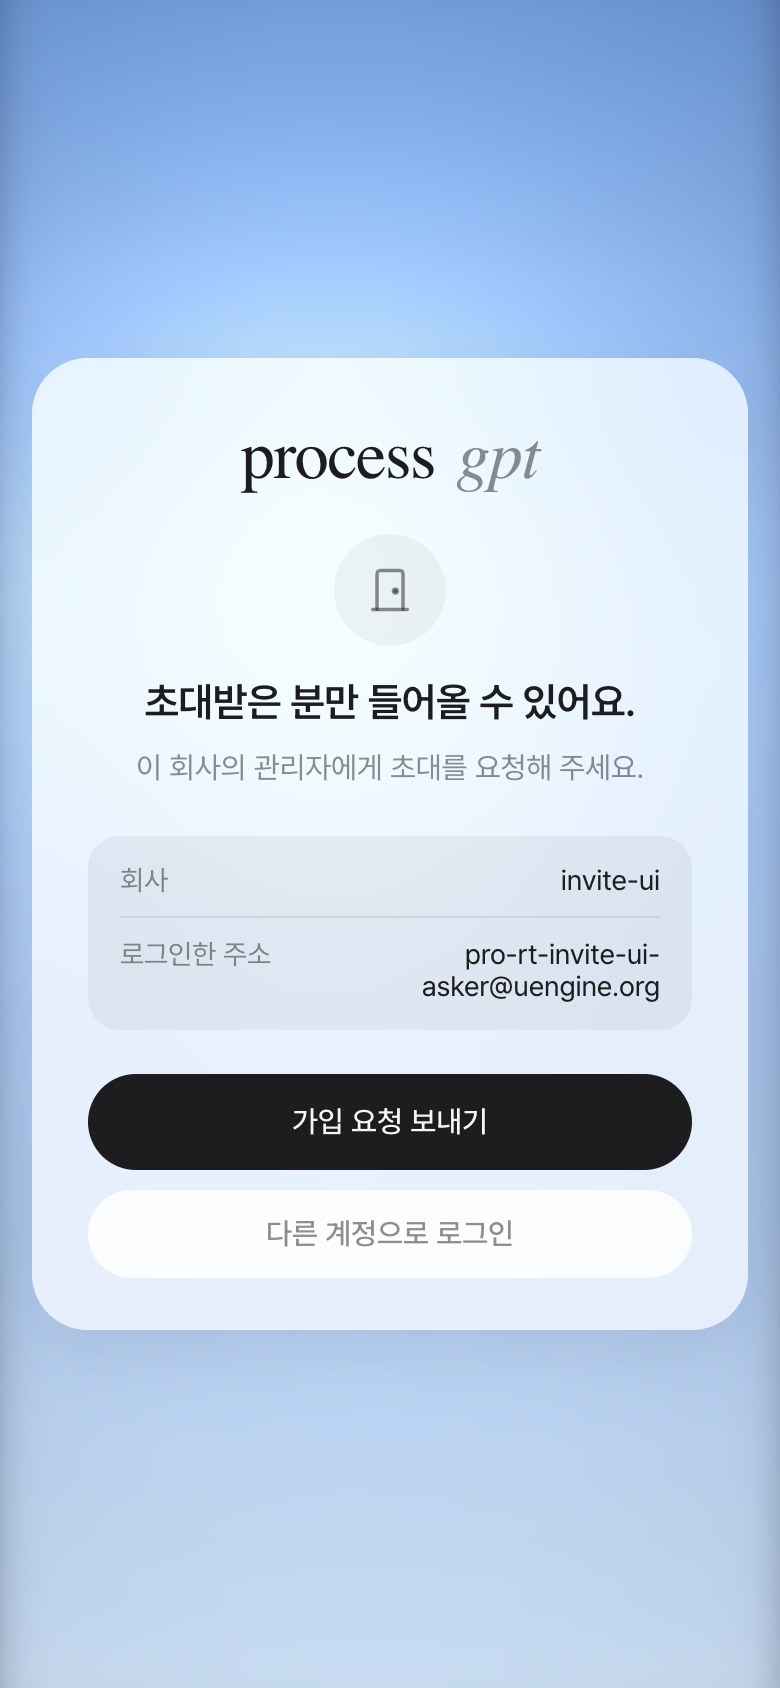 process gpt
초대받은 분만 들어올 수 있어요.
이 회사의 관리자에게 초대를 요청해 주세요.
회사 invite-ui
로그인한 주소 pro-rt-invite-ui-
asker@uengine.org
가입 요청 보내기
다른 계정으로 로그인